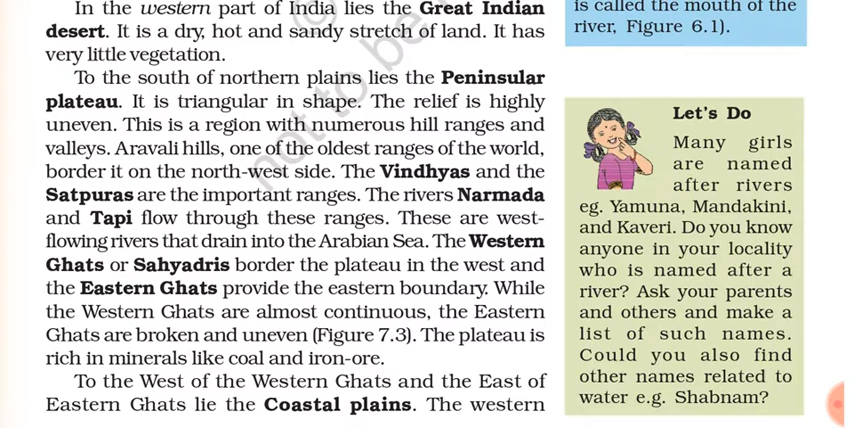 In the western part of India lies the Great Indian
desert. It is a dry, hot and sandy stretch of land. It has
very little vegetation.
To the south of northern plains lies the Peninsular
plateau. It is triangular in shape. The relief is highly
uneven. This is a region with numerous hill ranges and
valleys. Aravali hills, one of the oldest ranges of the world,
border it on the north-west side. The Vindhyas and the
Satpuras are the important ranges. The rivers Narmada
and Tapi flow through these ranges. These are west-
flowing rivers that drain into the Arabian Sea. The Western
Ghats or Sahyadris border the plateau in the west and
the Eastern Ghats provide the eastern boundary. While
the Western Ghats are almost continuous, the Eastern
Ghats are broken and uneven (Figure 7.3). The plateau is
rich in minerals like coal and iron-ore.
To the West of the Western Ghats and the East of
Eastern Ghats lie the Coastal plains. The western
is called the mouth of the
river, Figure 6.1).
Let's Do
Many girls
are named
after rivers
eg. Yamuna, Mandakini,
and Kaveri. Do you know
anyone in your locality
who is named after a
river? Ask your parents
and others and make a
list of such names.
Could you also find
other names related to
water e.g. Shabnam?
©
not to be